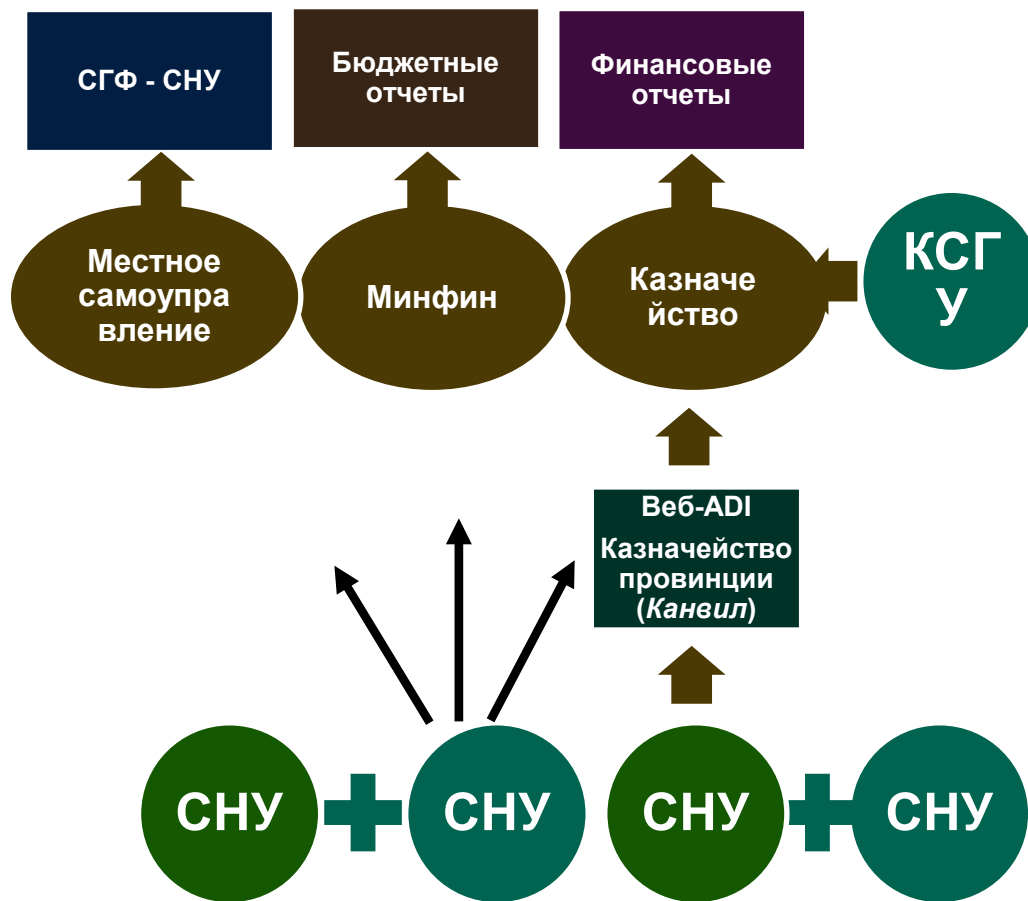 СГФ - СНУ
Бюджетные
отчеты
Финансовые
отчеты
Местное
самоупра
вление
Минфин
Казначе
йство
КСГ
У
Веб-ADI
Казначейство
провинции
(Канвил)
СНУ
СНУ
СНУ
СНУ